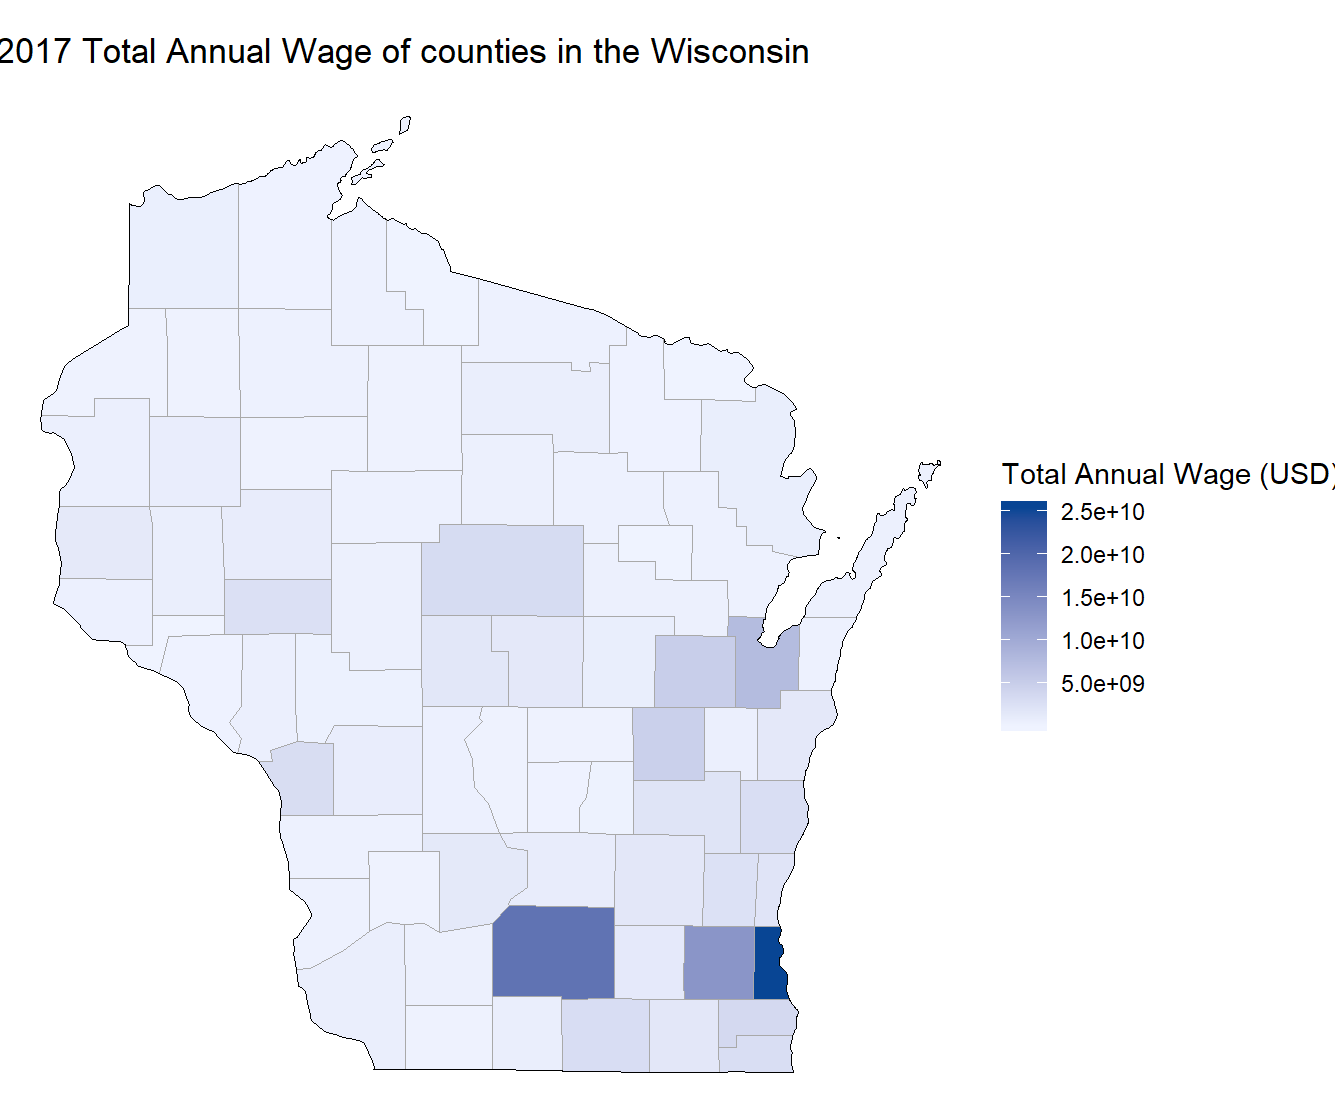 2017 Total Annual Wage of counties in the Wisconsin
Total Annual Wage (USD)
2.5e+10
2.0e+10
1.5e+10
1.0e+10
5.0e+09